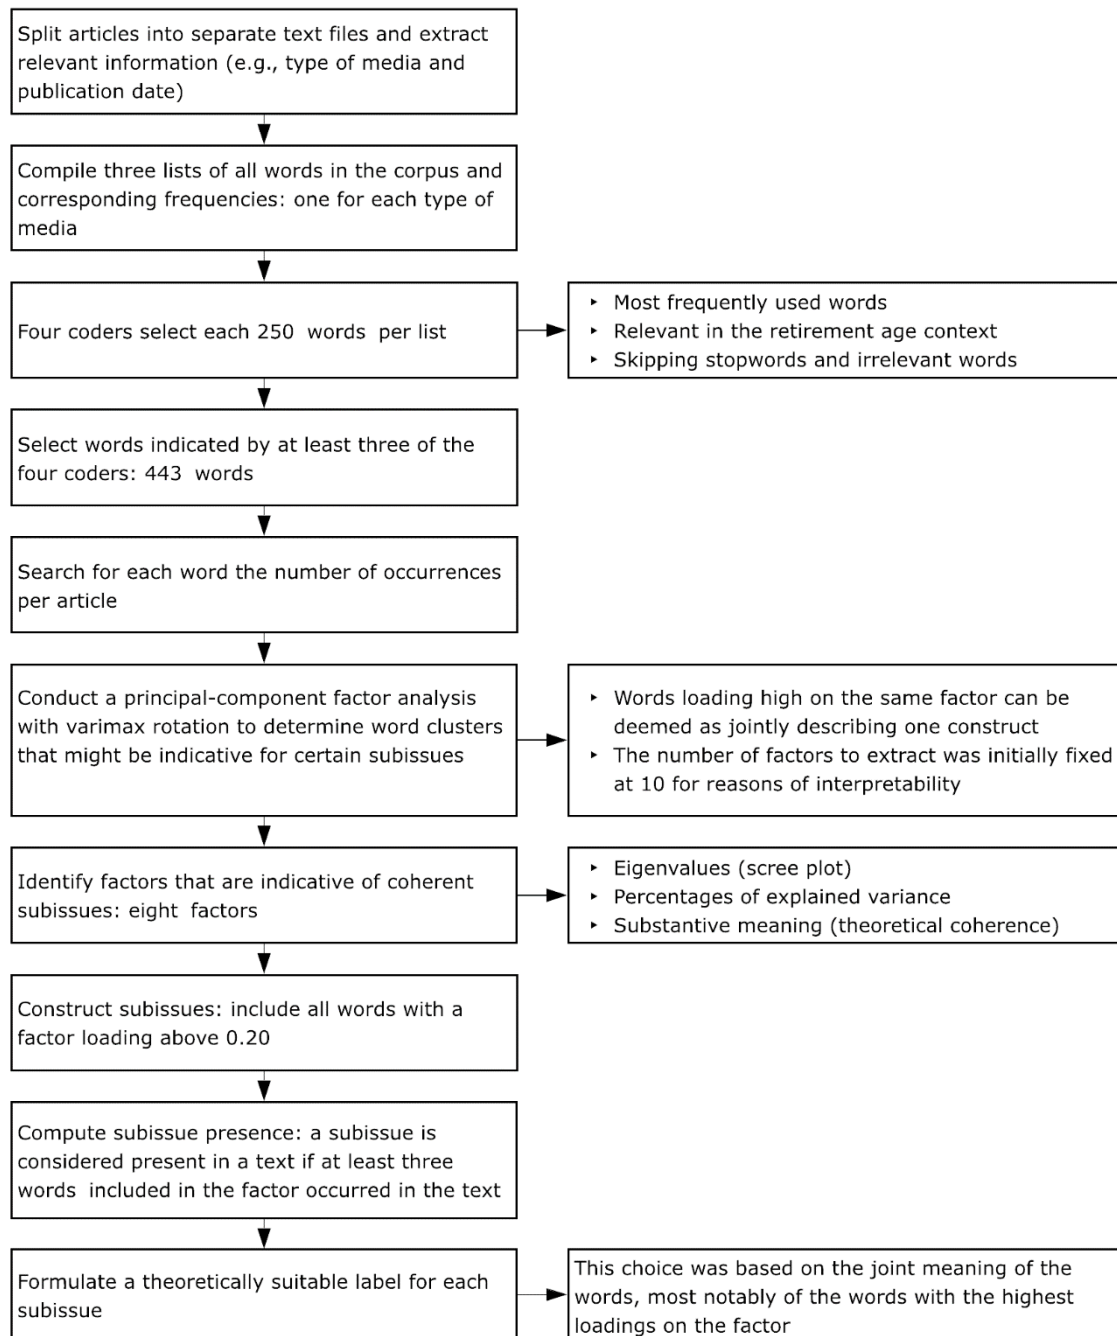 Split articles into separate text files and extract
relevant information (e.g., type of media and
publication date)
Compile three lists of all words in the corpus and
corresponding frequencies: one for each type of
media
Four coders select each 250 words per list
‣ Most frequently used words
‣ Relevant in the retirement age context
‣ Skipping stopwords and irrelevant words
Select words indicated by at least three of the
four coders: 443 words
Search for each word the number of occurrences
per article
Conduct a principal-component factor analysis
with varimax rotation to determine word clusters
that might be indicative for certain subissues
‣ Words loading high on the same factor can be
deemed as jointly describing one construct
‣ The number of factors to extract was initially fixed
at 10 for reasons of interpretability
Identify factors that are indicative of coherent
subissues: eight factors
‣ Eigenvalues (scree plot)
‣ Percentages of explained variance
‣ Substantive meaning (theoretical coherence)
Construct subissues: include all words with a
factor loading above 0.20
Compute subissue presence: a subissue is
considered present in a text if at least three
words included in the factor occurred in the text
Formulate a theoretically suitable label for each
subissue
This choice was based on the joint meaning of the
words, most notably of the words with the highest
loadings on the factor